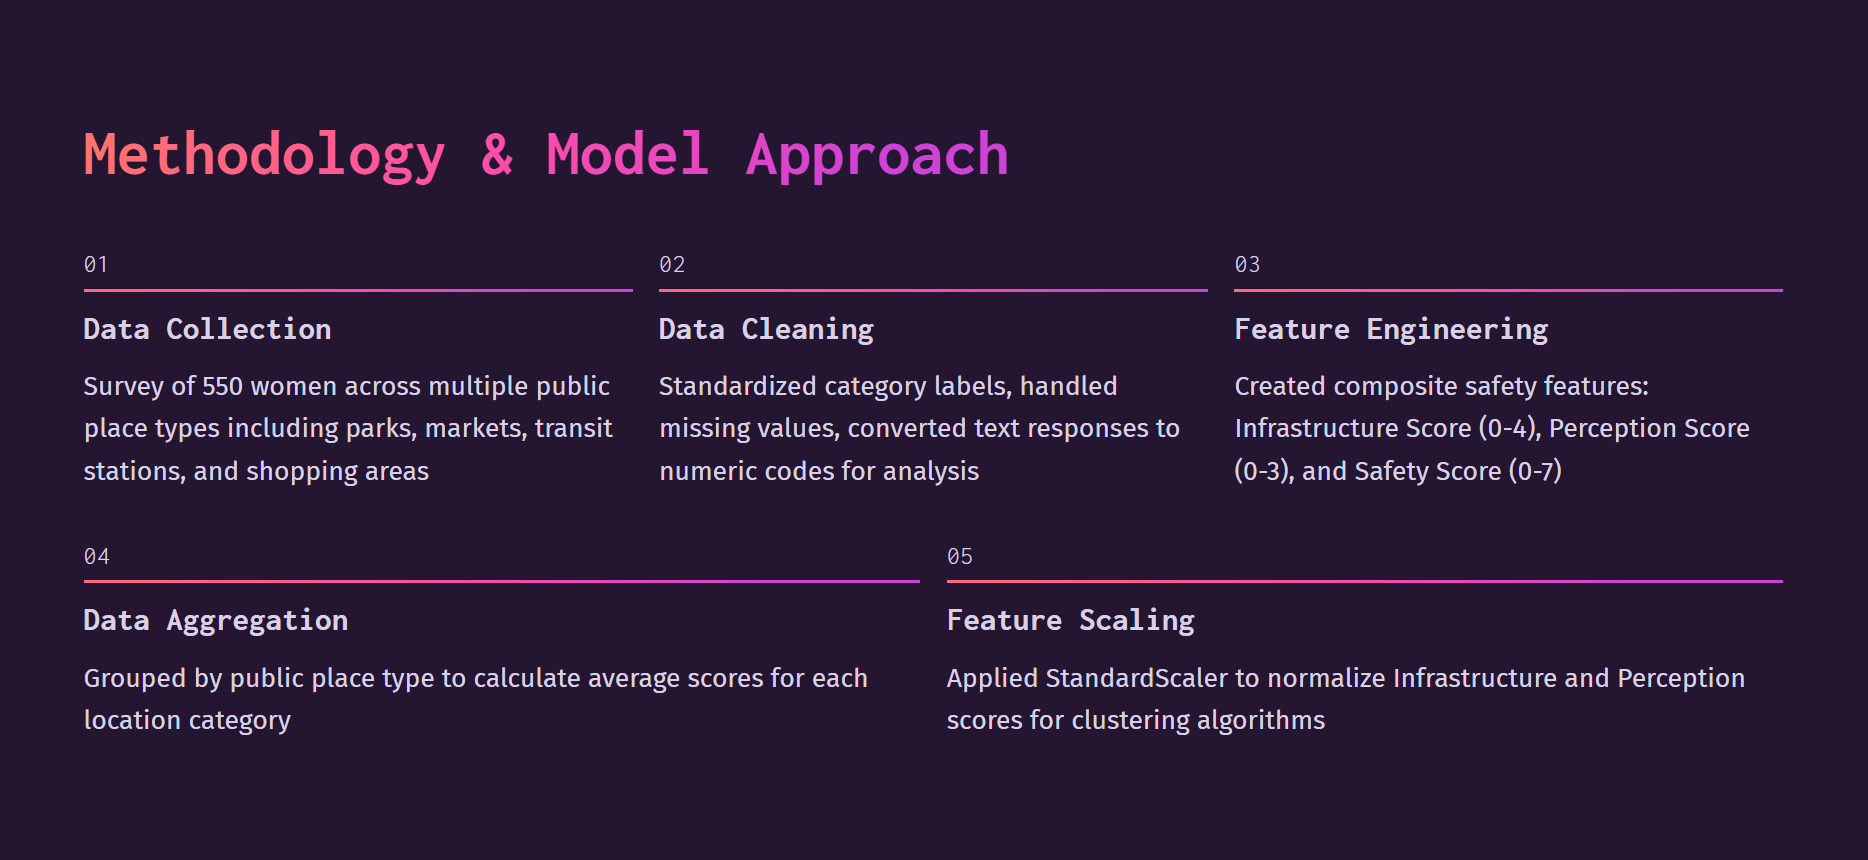 Methodology & Model Approach
01
Data Collection
Survey of 550 women across multiple public
place types including parks, markets, transit
stations, and shopping areas
02
Data Cleaning
Standardized category labels, handled
missing values, converted text responses to
numeric codes for analysis
03
Feature Engineering
Created composite safety features:
Infrastructure Score (0-4), Perception Score
(0-3), and Safety Score (0-7)
04
Data Aggregation
Grouped by public place type to calculate average scores for each
location category
05
Feature Scaling
Applied StandardScaler to normalize Infrastructure and Perception
scores for clustering algorithms